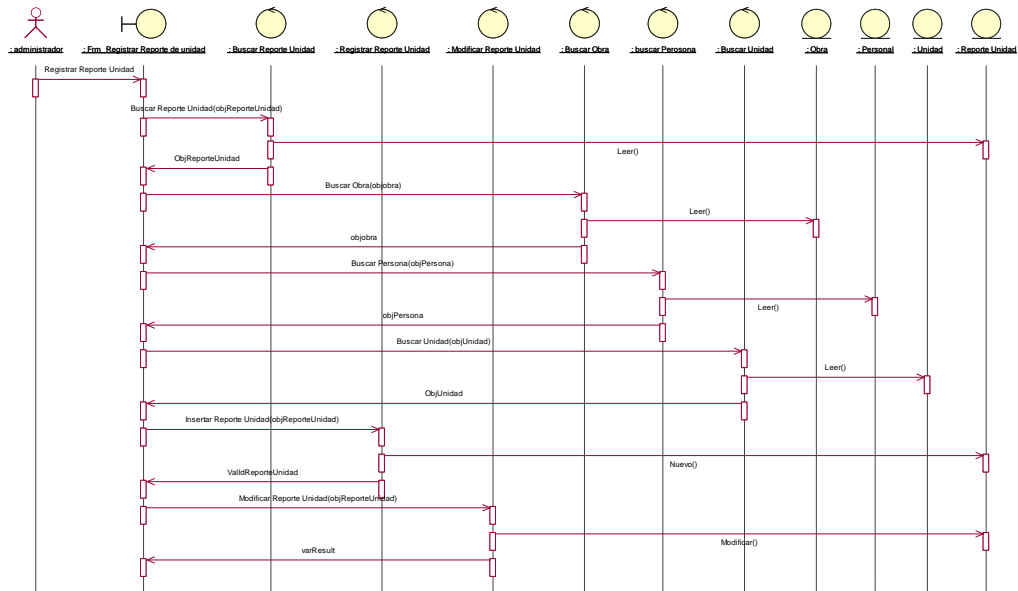 : administrador
: Frm_Registrar Reporte de unidad
: Buscar Reporte Unidad
: Registrar Reporte Unidad
: Modificar Reporte Unidad
: Buscar Obra
: buscar Perosona
: Buscar Unidad
: Obra
: Personal
: Unidad
: Reporte Unidad
Registrar Reporte Unidad
Buscar Reporte Unidad(objReporteUnidad)
Leer()
ObjReporteUnidad
Buscar Obra(objobra)
Leer()
objobra
Buscar Persona(objPersona)
Leer()
objPersona
Buscar Unidad(objUnidad)
Leer()
ObjUnidad
Insertar Reporte Unidad(objReporteUnidad)
Nuevo()
ValIdReporteUnidad
Modificar Reporte Unidad(objReporteUnidad)
Modificar()
varResult